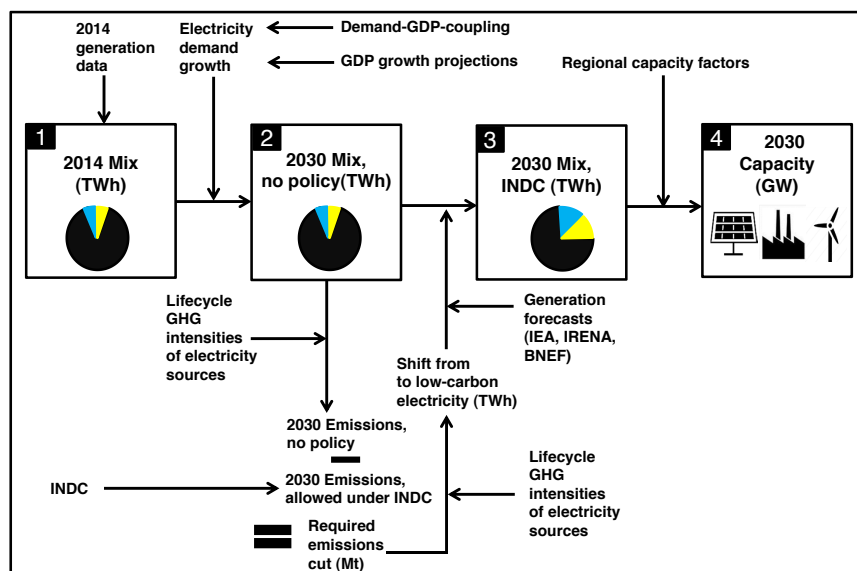 2014
generation
data
Electricity
demand
growth
Demand-GDP-coupling
GDP growth projections
Regional capacity factors
1
2014 Mix
(TWh)
2
2030 Mix,
no policy(TWh)
3
2030 Mix,
INDC (TWh)
4
2030
Capacity
(GW)
Lifecycle
GHG
intensities
of electricity
sources
Generation
forecasts
(IEA, IRENA,
BNEF)
Shift from
to low-carbon
electricity (TWh)
2030 Emissions,
no policy
INDC
2030 Emissions,
allowed under INDC
Lifecycle
GHG
intensities
of electricity
sources
Required
emissions
cut (Mt)